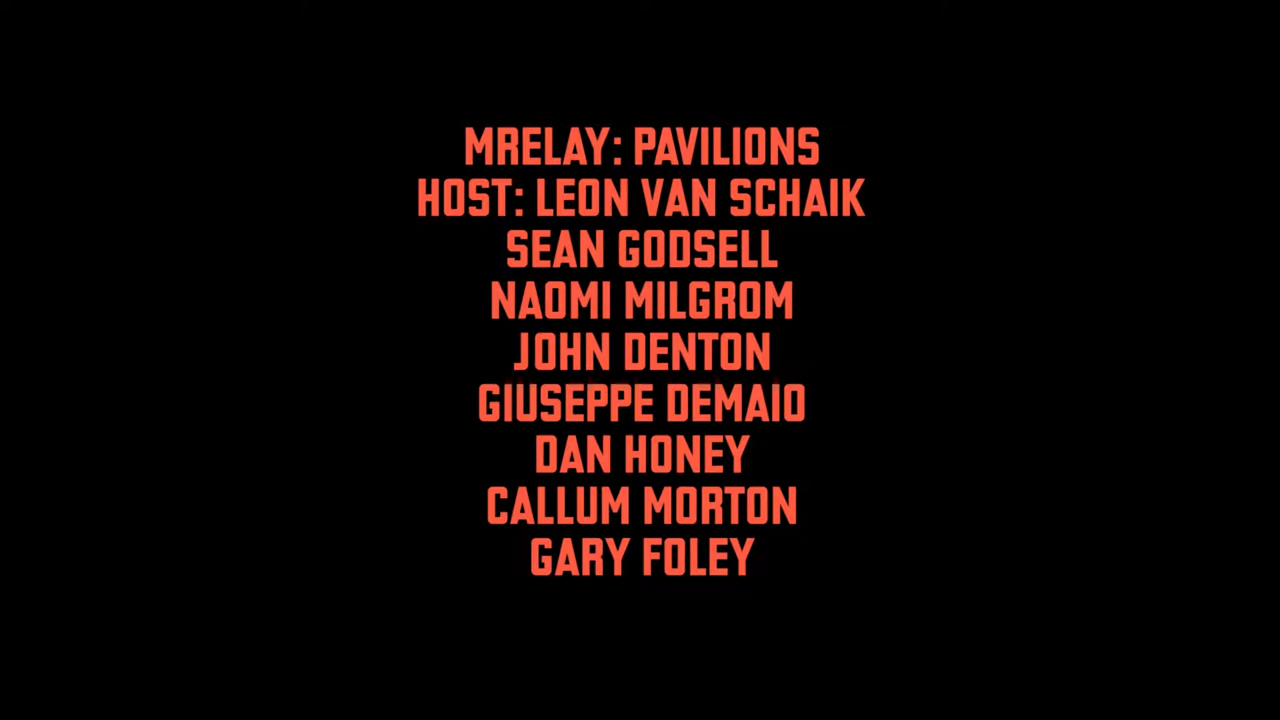 MRELAY: PAVILIONS
HOST: LEON VAN SCHAIK
SEAN GODSELL
NAOMI MILGROM
JOHN DENTON
GIUSEPPE DEMAIO
DAN HONEY
CALLUM MORTON
GARY FOLEY